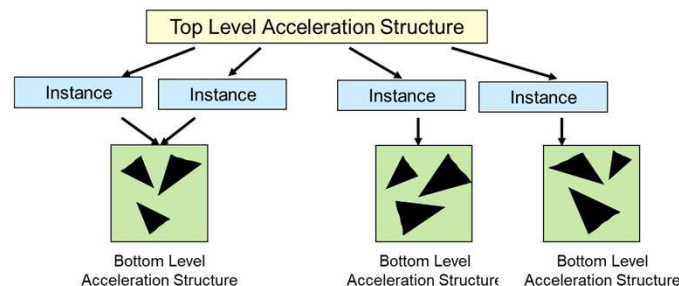 Top Level Acceleration Structure
Instance
Instance
Instance
Instance
Bottom Level
Acceleration Structure
Bottom Level
Acceleration Structure
Bottom Level
Acceleration Structure